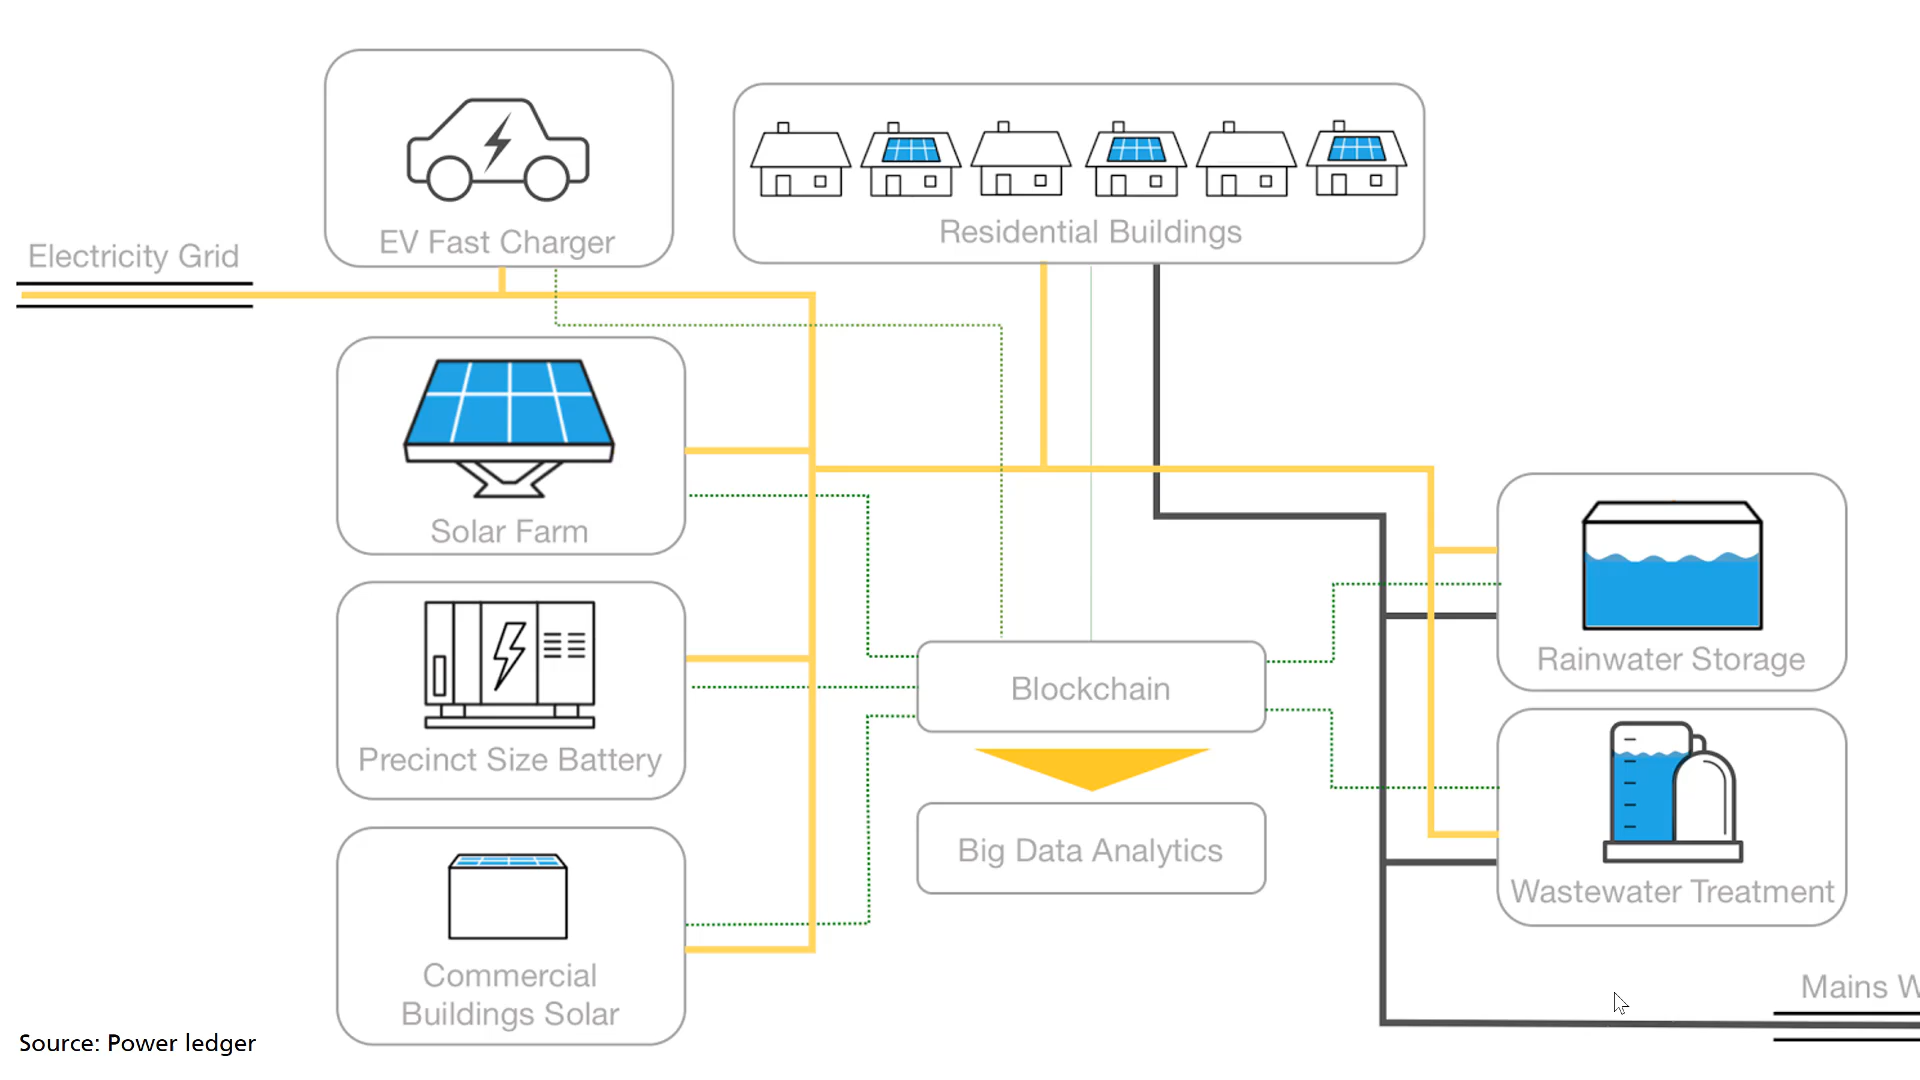 EV Fast Charger
Residential Buildings
Electricity Grid
Solar Farm
Precinct Size Battery
Commercial
Buildings Solar
Blockchain
Big Data Analytics
Rainwater Storage
Wastewater Treatment
Mains W
Source: Power ledger